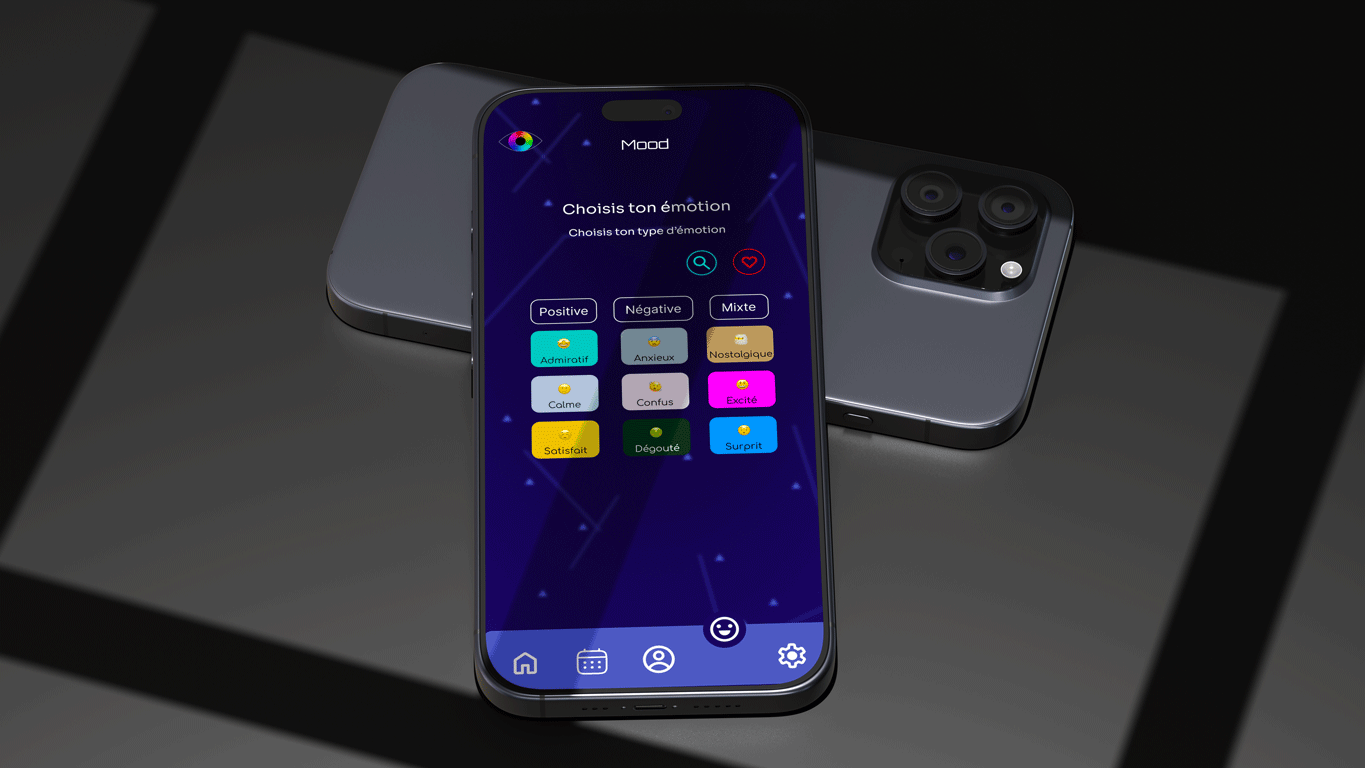 Mood
Choisis ton émotion
Choisis ton type d'émotion
Positive Négative Mixte
Admiratif Anxieux Nostalgique
Calme Confus Excité
Satisfait Dégouté Surprit